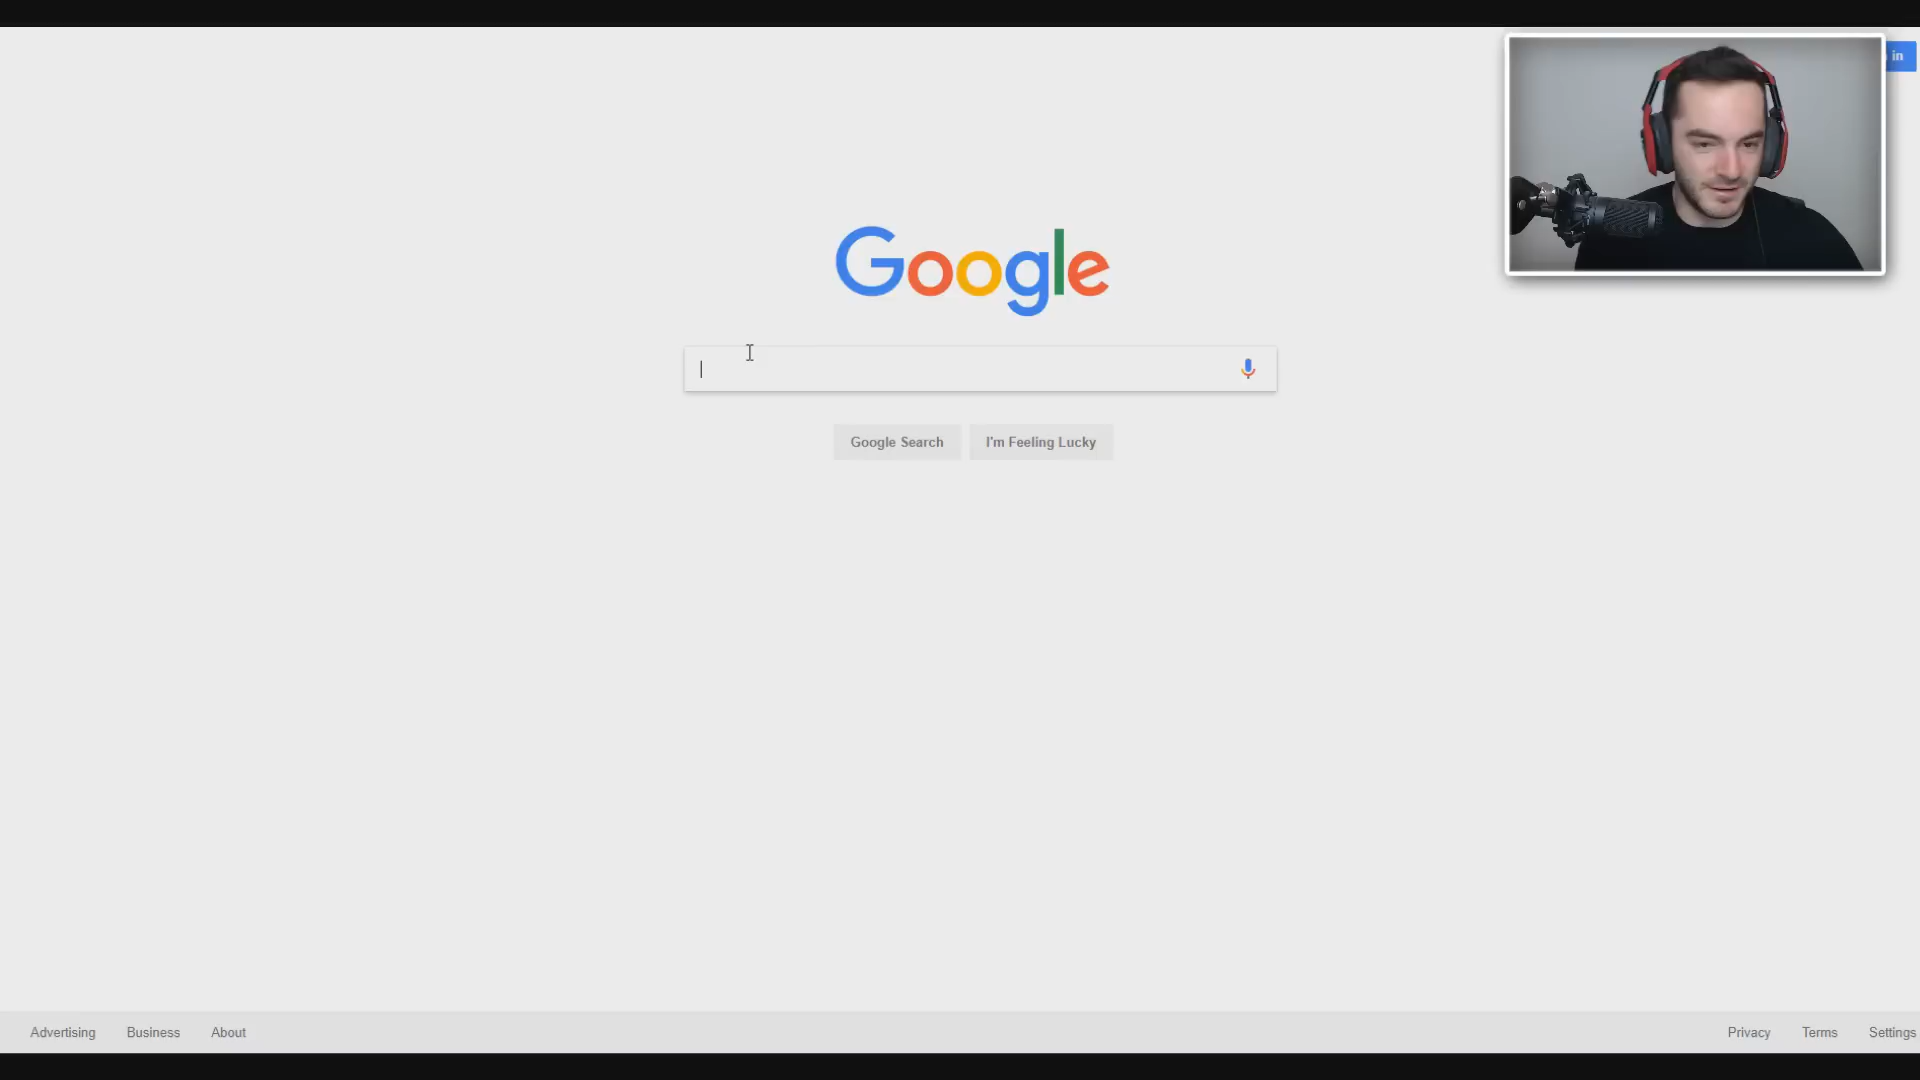 in
Google
Google Search
I'm Feeling Lucky
Advertising Business About
Privacy Terms Settings